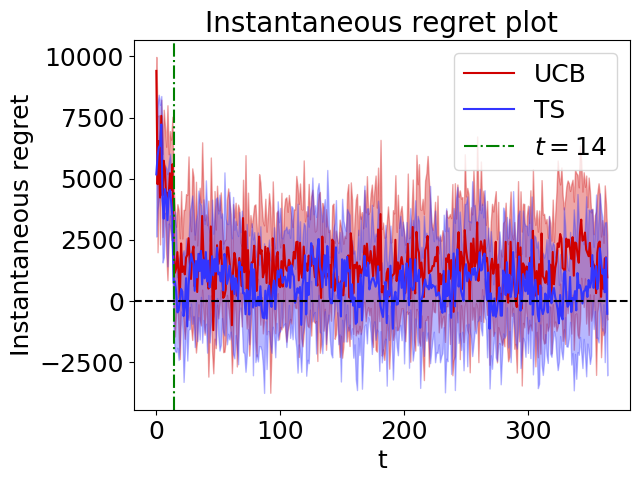 Instantaneous regret plot
Instantaneous regret
10000
7500
5000
2500
0
−2500
UCB
TS
t = 14
0 100 200 300
t